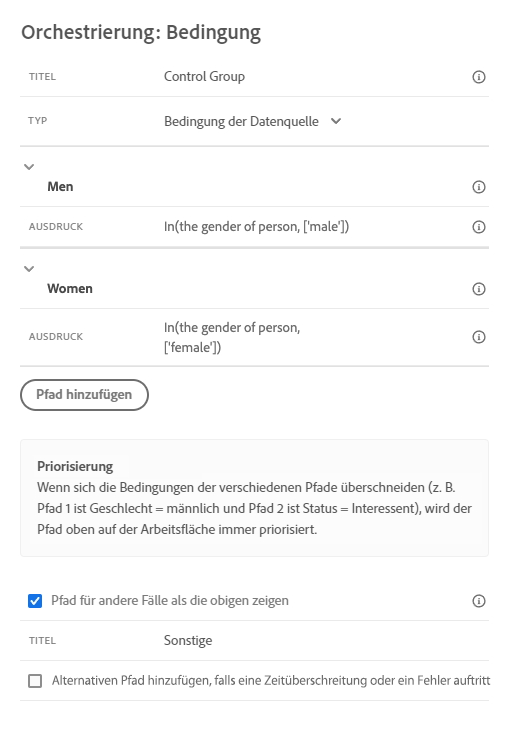 Orchestrierung: Bedingung
TITEL Control Group
TYP Bedingung der Datenquelle
Men
AUSDRUCK In(the gender of person, ['male'])
Women
AUSDRUCK In(the gender of person,
['female'])
Pfad hinzufügen
Priorisierung
Wenn sich die Bedingungen der verschiedenen Pfade überschneiden (z. B.
Pfad 1 ist Geschlecht = männlich und Pfad 2 ist Status = Interessent), wird der
Pfad oben auf der Arbeitsfläche immer priorisiert.
Pfad für andere Fälle als die obigen zeigen
TITEL Sonstige
Alternativen Pfad hinzufügen, falls eine Zeitüberschreitung oder ein Fehler auftritt